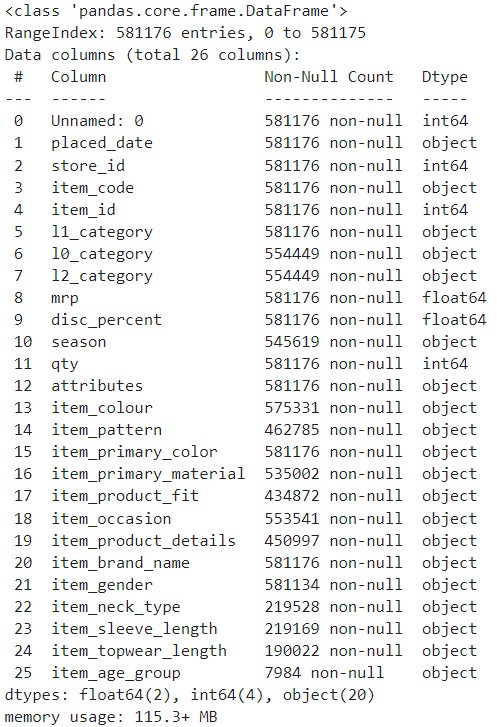 <class 'pandas.core.frame.DataFrame'>
RangeIndex: 581176 entries, 0 to 581175
Data columns (total 26 columns):
 #   Column                 Non-Null Count   Dtype
---  ------                 --------------   -----
 0   Unnamed: 0             581176 non-null  int64
 1   placed_date            581176 non-null  object
 2   store_id               581176 non-null  int64
 3   item_code              581176 non-null  object
 4   item_id                581176 non-null  int64
 5   l1_category            581176 non-null  object
 6   l0_category            554449 non-null  object
 7   l2_category            554449 non-null  object
 8   mrp                    581176 non-null  float64
 9   disc_percent           581176 non-null  float64
 10  season                 545619 non-null  object
 11  qty                    581176 non-null  int64
 12  attributes             581176 non-null  object
 13  item_colour            575331 non-null  object
 14  item_pattern           462785 non-null  object
 15  item_primary_color     581176 non-null  object
 16  item_primary_material  535002 non-null  object
 17  item_product_fit       434872 non-null  object
 18  item_occasion          553541 non-null  object
 19  item_product_details   450997 non-null  object
 20  item_brand_name        581176 non-null  object
 21  item_gender            581134 non-null  object
 22  item_neck_type         219528 non-null  object
 23  item_sleeve_length     219169 non-null  object
 24  item_topwear_length    190022 non-null  object
 25  item_age_group         7984 non-null    object
dtypes: float64(2), int64(4), object(20)
memory usage: 115.3+ MB